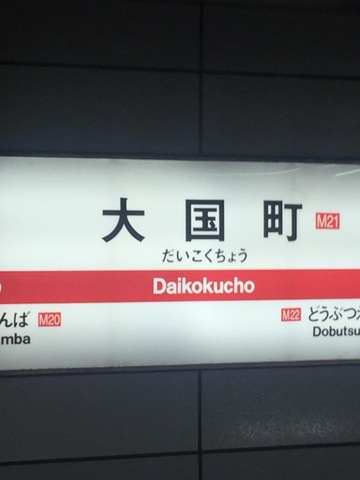 大国町 M21
だいこくちょう
Daikokucho
んば M20
mba
M22 どうぶつえ
Dobutsu